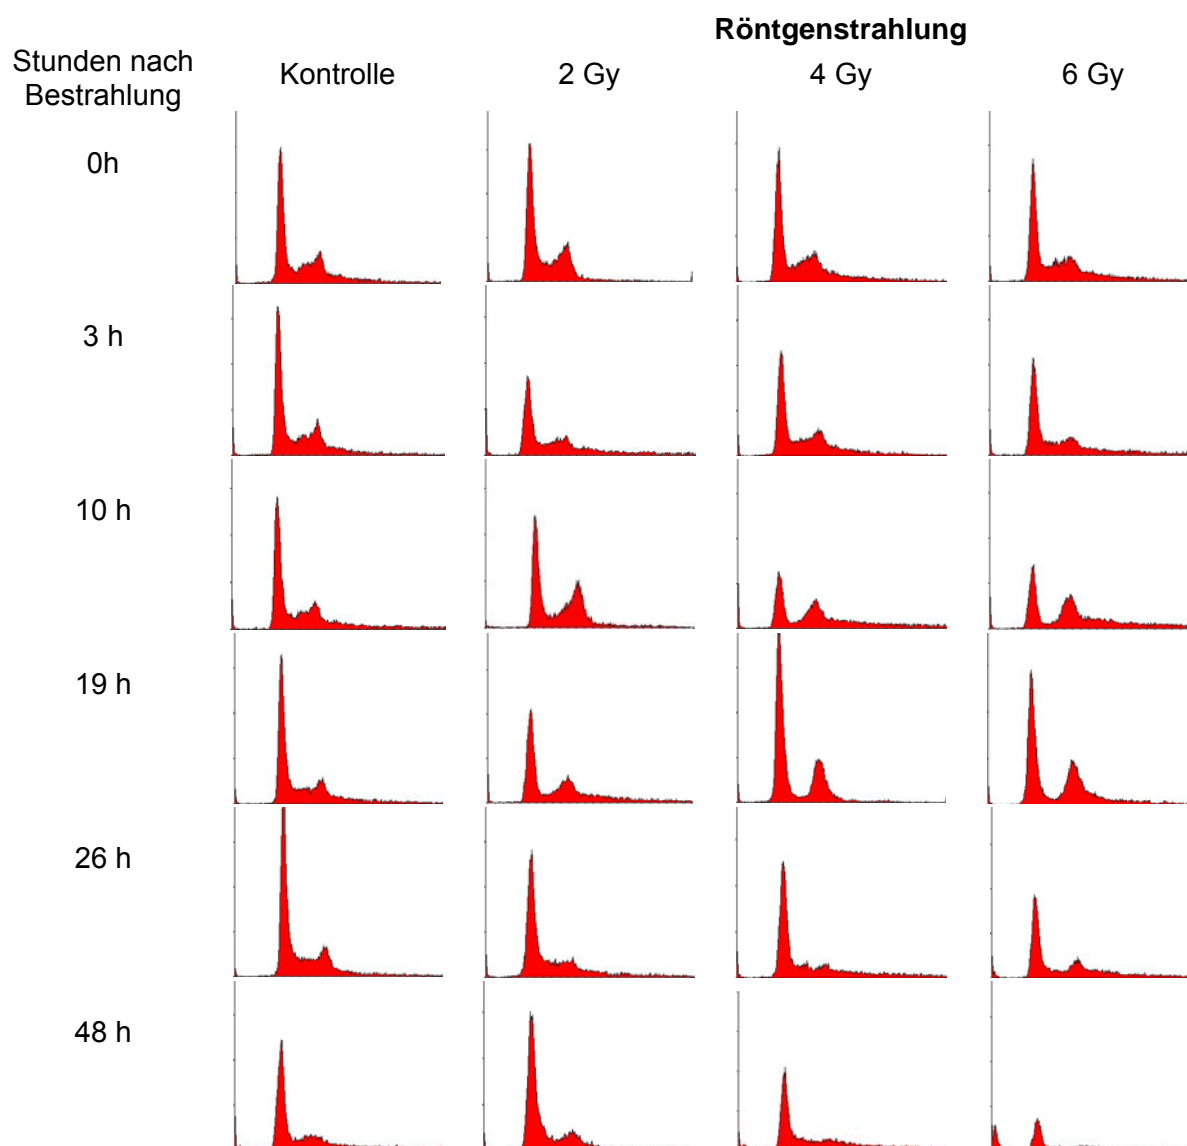 Röntgenstrahlung
Stunden nach
Bestrahlung
Kontrolle
2 Gy
4 Gy
6 Gy
0h
3 h
10 h
19 h
26 h
48 h